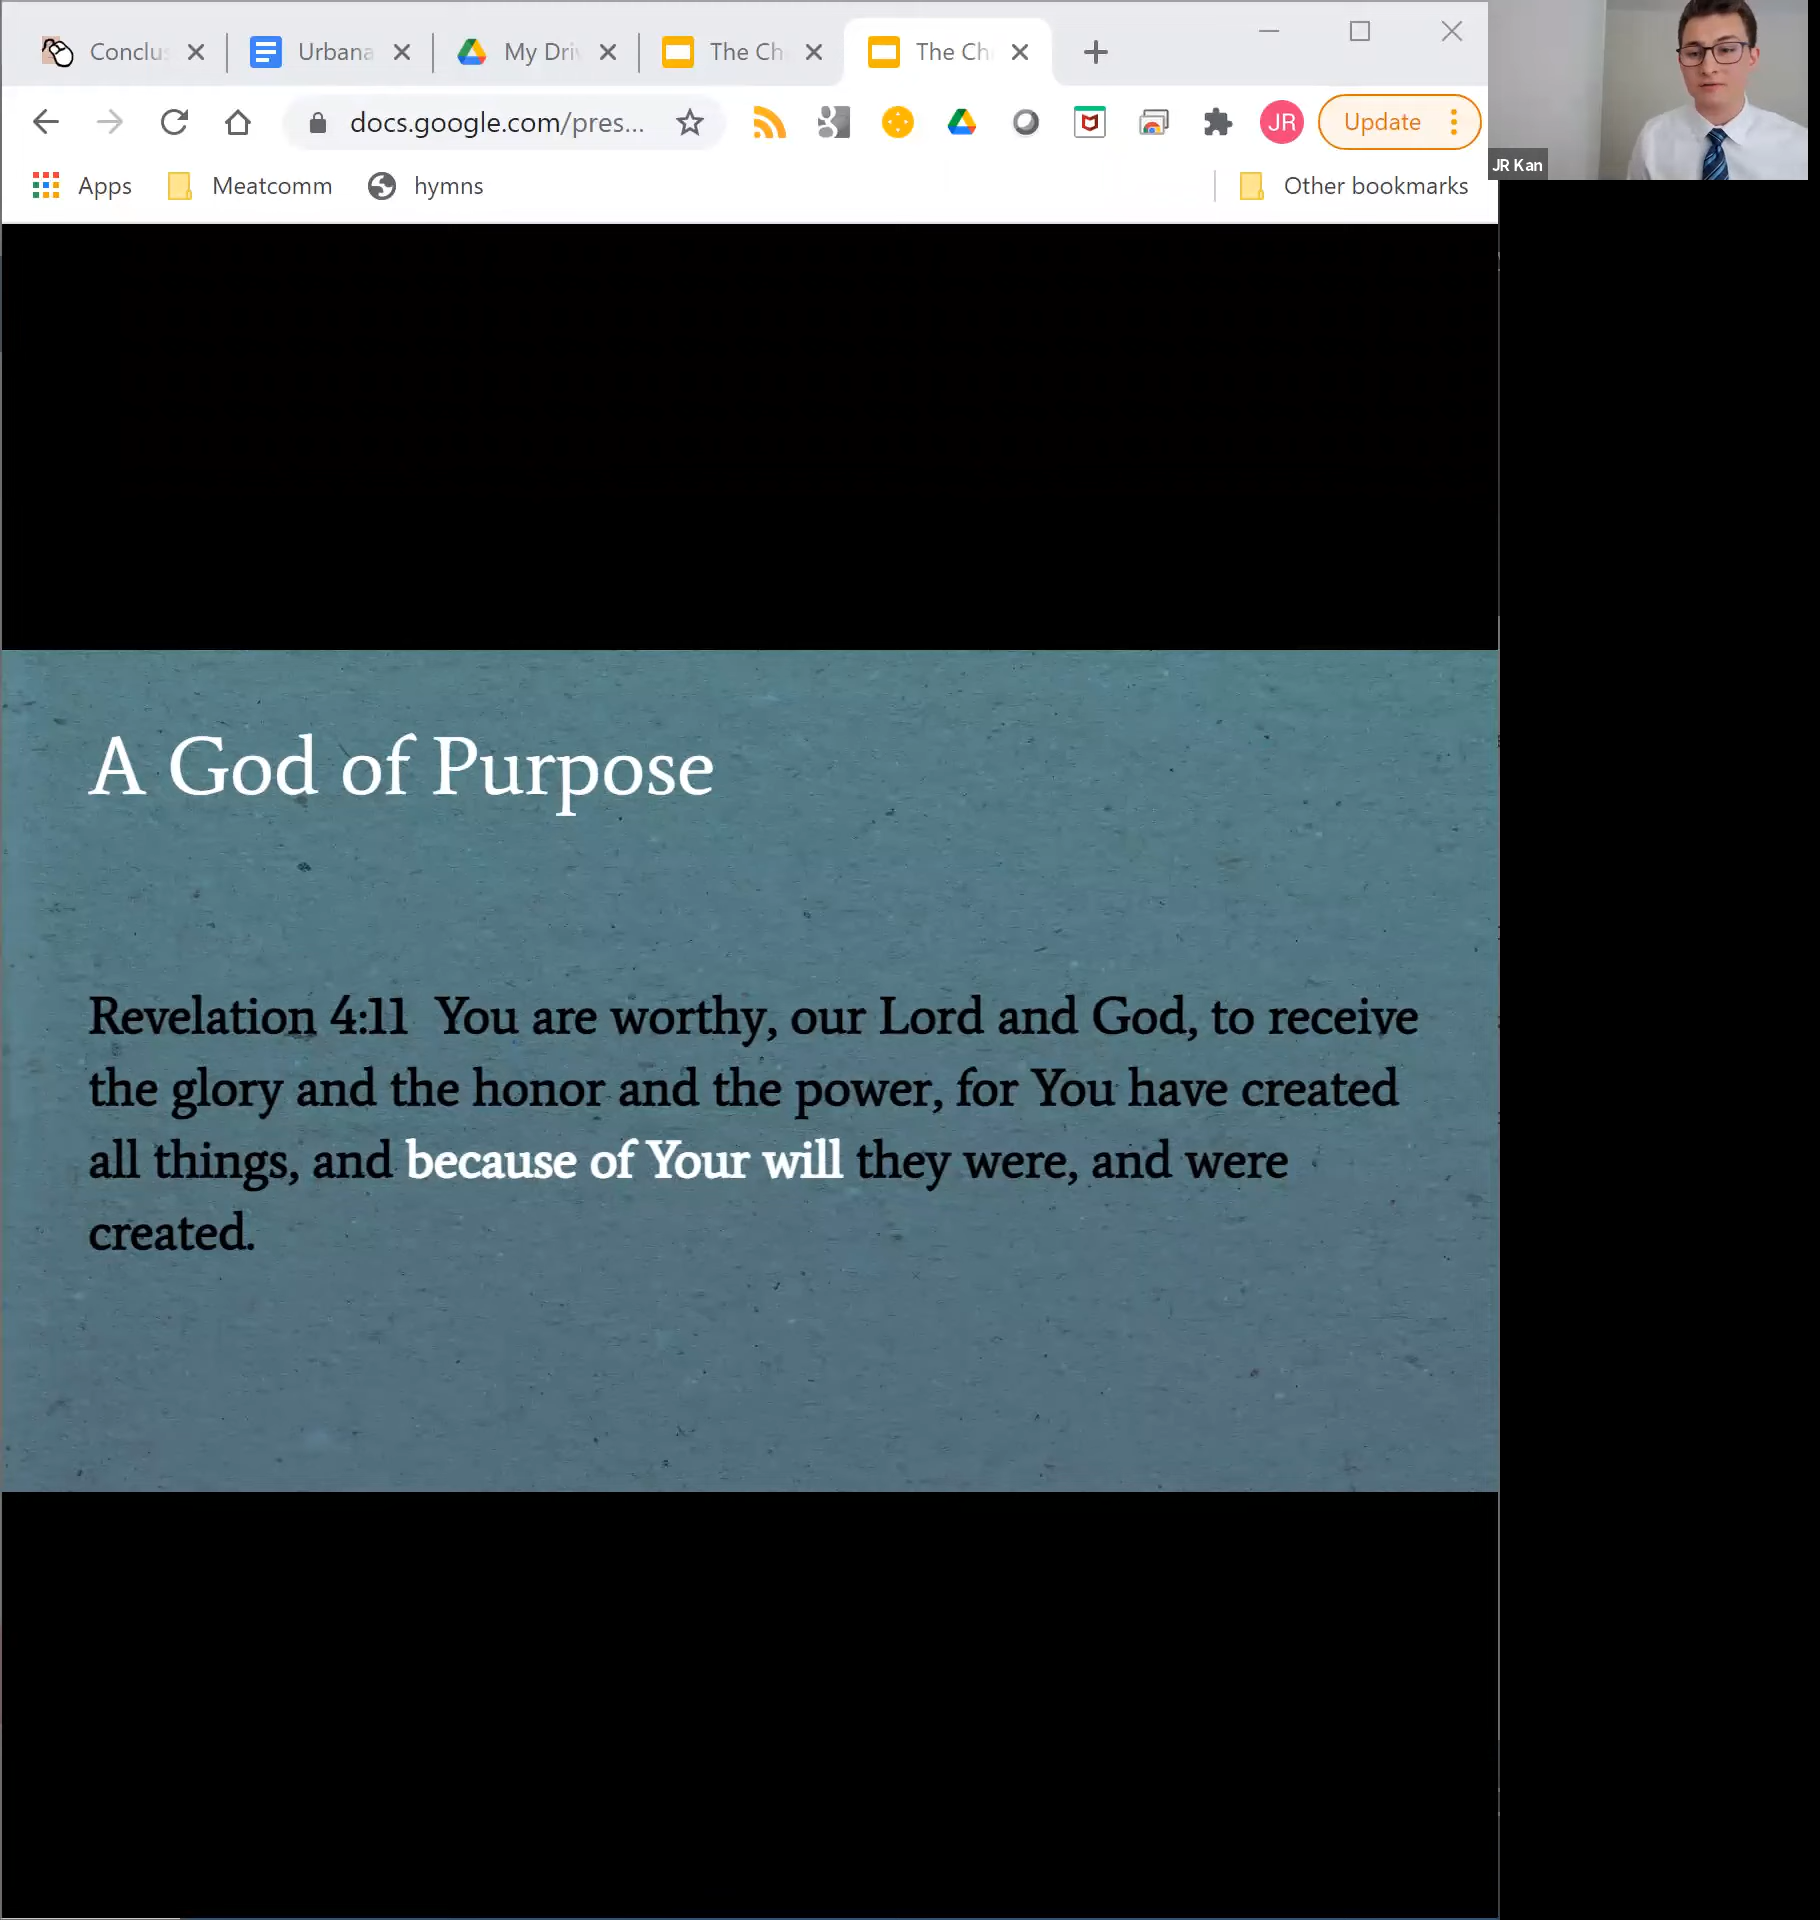 Conclus
Urbana
My Driv
The Ch
The Ch
docs.google.com/pres...
JR
Update
Apps
Meatcomm
hymns
Other bookmarks
JR Kan
A God of Purpose
Revelation 4:11 You are worthy, our Lord and God, to receive
the glory and the honor and the power, for You have created
all things, and because of Your will they were, and were
created.